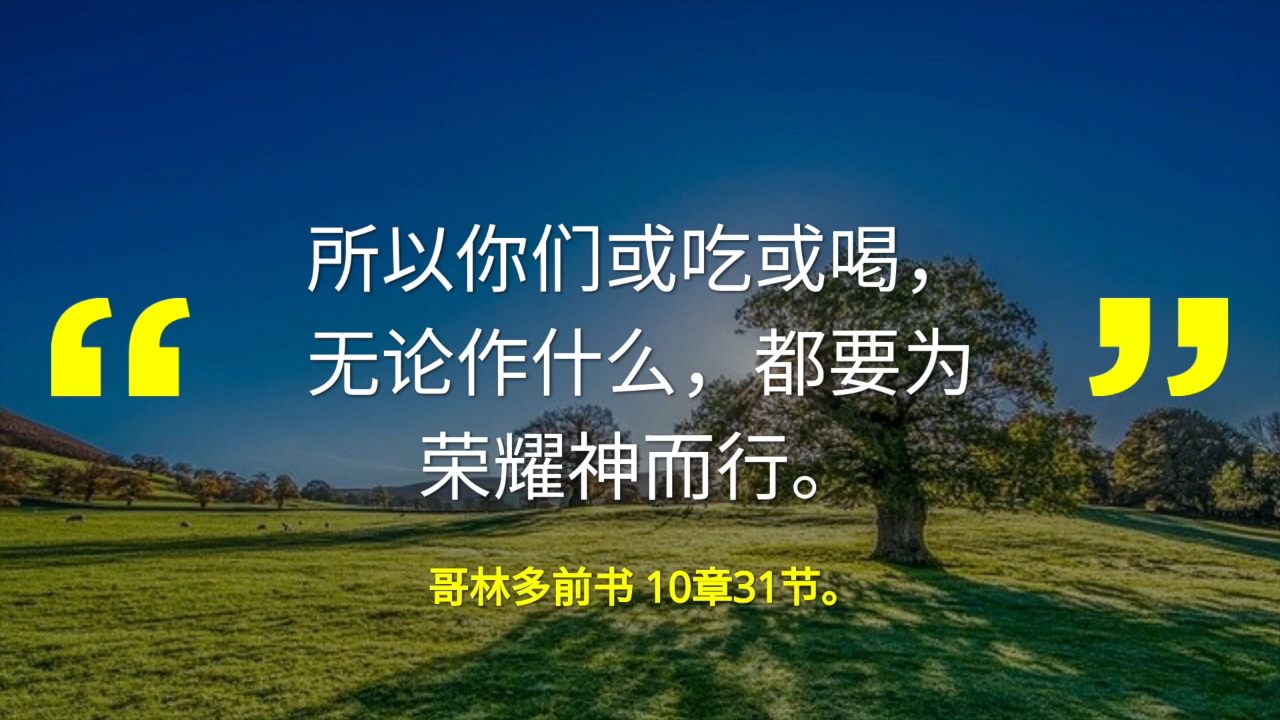 “
所以你们或吃或喝，
无论作什么，都要为
荣耀神而行。
”
哥林多前书 10章31节。